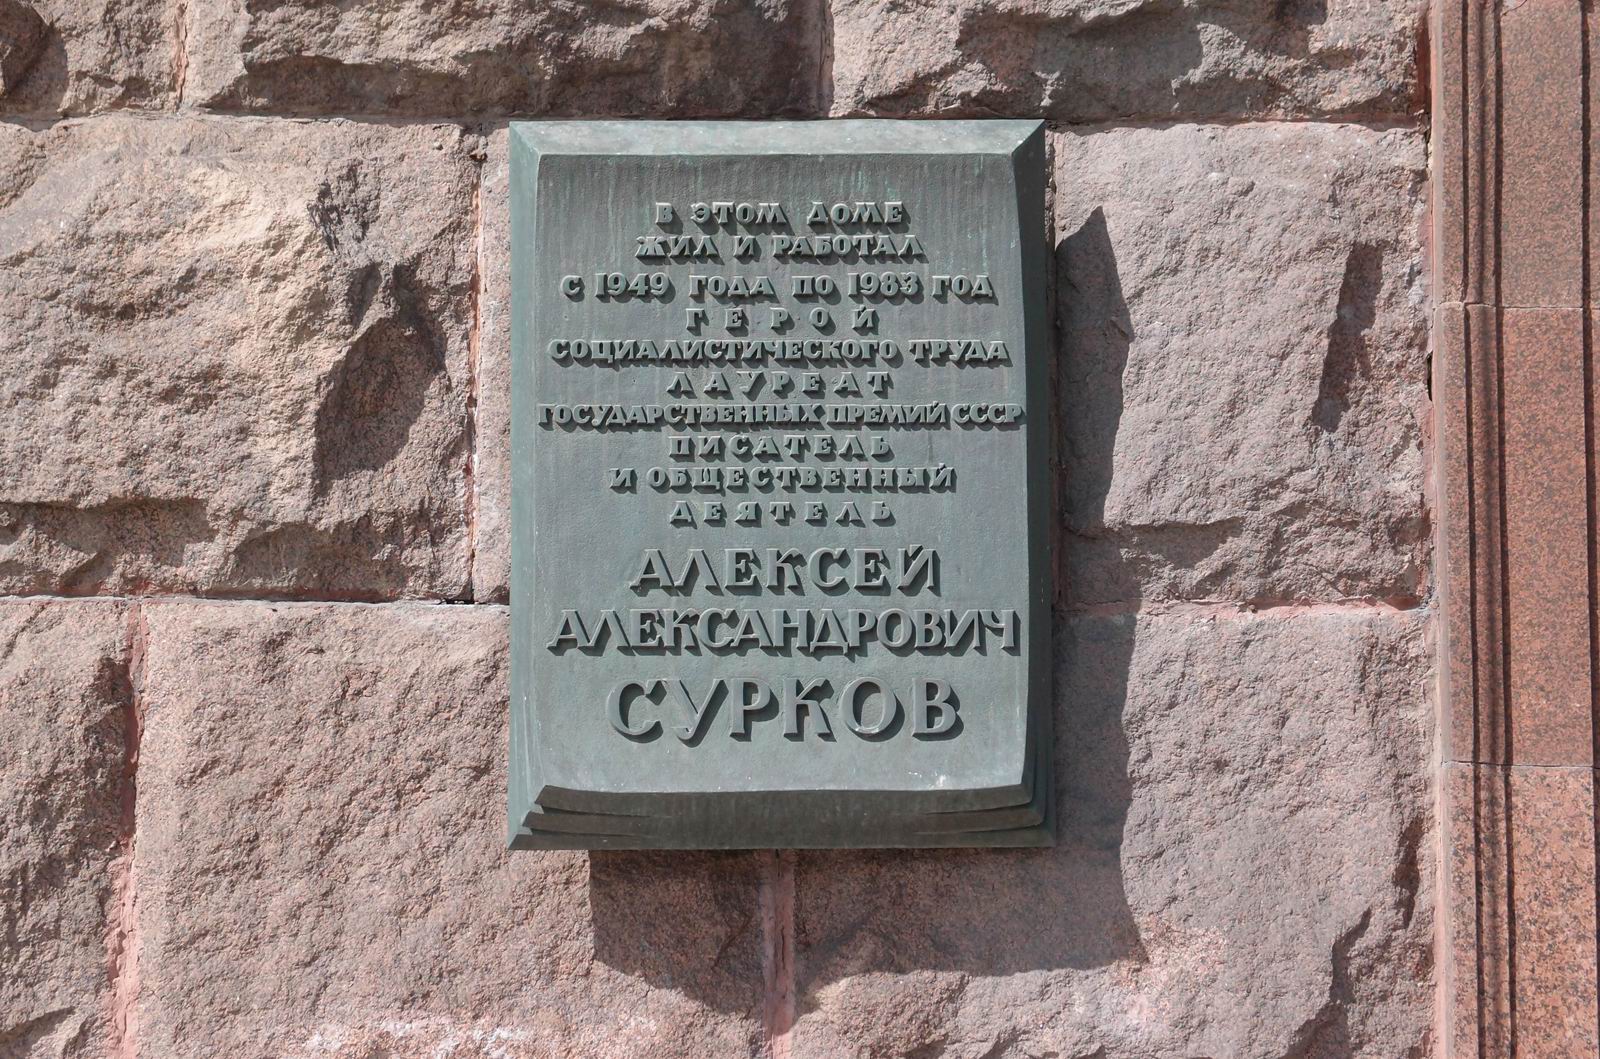 В ЭТОМ ДОМЕ
ЖИЛ И РАБОТАЛ
С 1949 ГОДА ПО 1983 ГОД
ГЕРОЙ
СОЦИАЛИСТИЧЕСКОГО ТРУДА
ЛАУРЕАТ
ГОСУДАРСТВЕННЫХ ПРЕМИЙ СССР
ПИСАТЕЛЬ
И ОБЩЕСТВЕННЫЙ
ДЕЯТЕЛЬ
АЛЕКСЕЙ
АЛЕКСАНДРОВИЧ
СУРКОВ